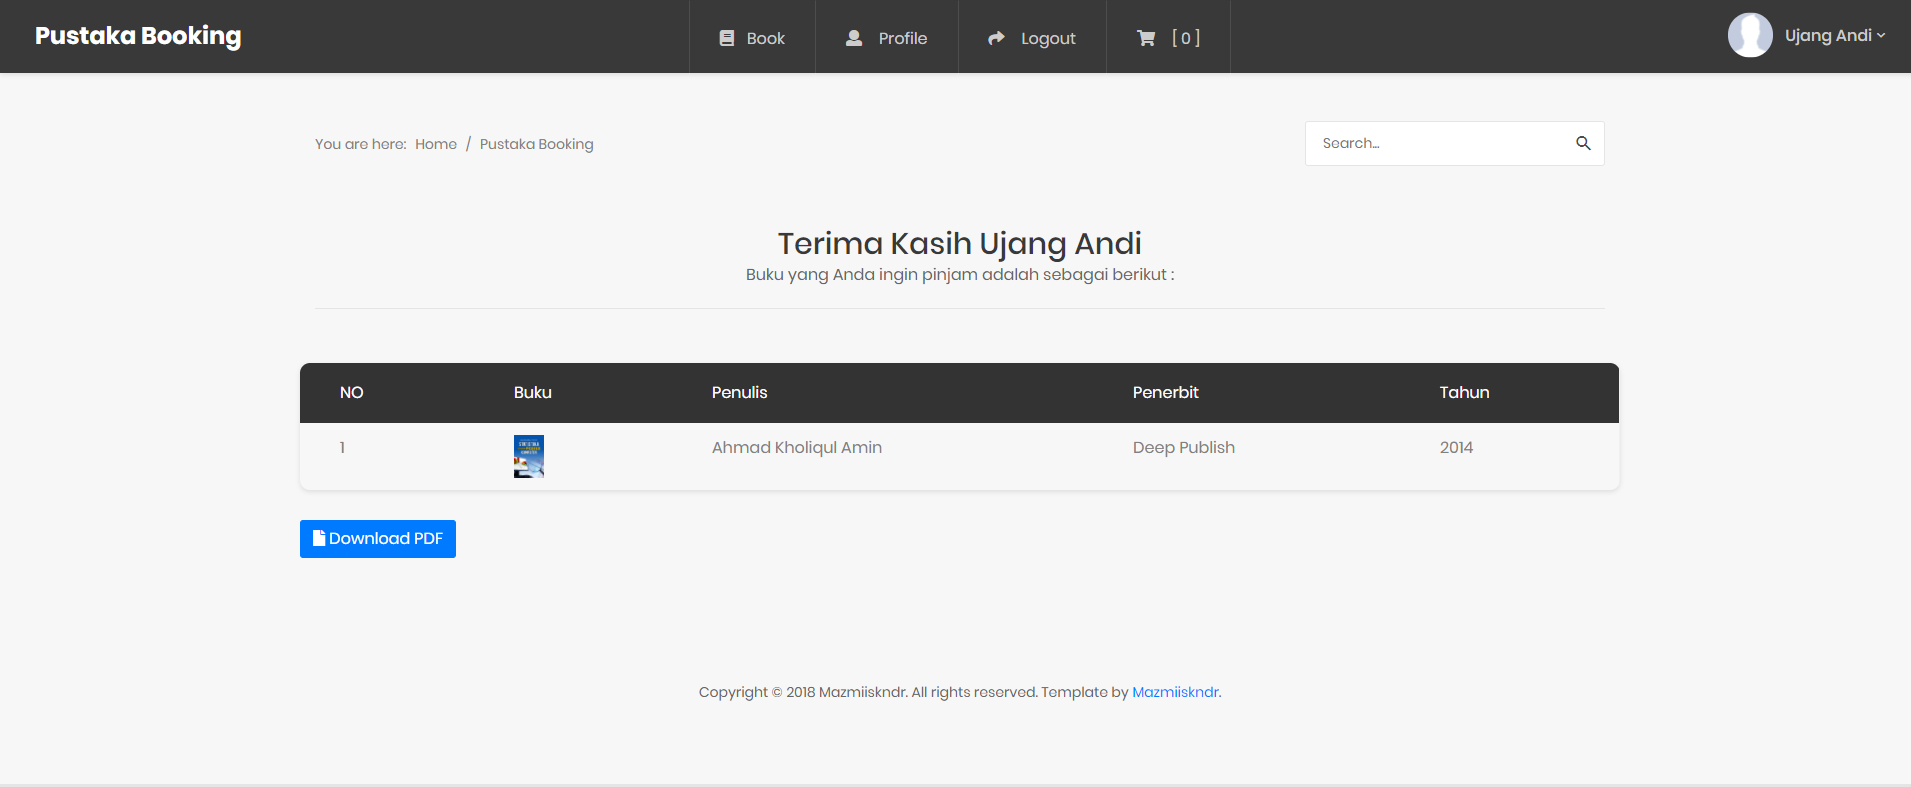 Pustaka Booking
Book
Profile
Logout
[ 0 ]
Ujang Andi
You are here: Home / Pustaka Booking
Search...
Terima Kasih Ujang Andi
Buku yang Anda ingin pinjam adalah sebagai berikut :
NO Buku Penulis Penerbit Tahun
1 Ahmad Kholiqul Amin Deep Publish 2014
Download PDF
Copyright © 2018 Mazmiiskndr. All rights reserved. Template by Mazmiiskndr.